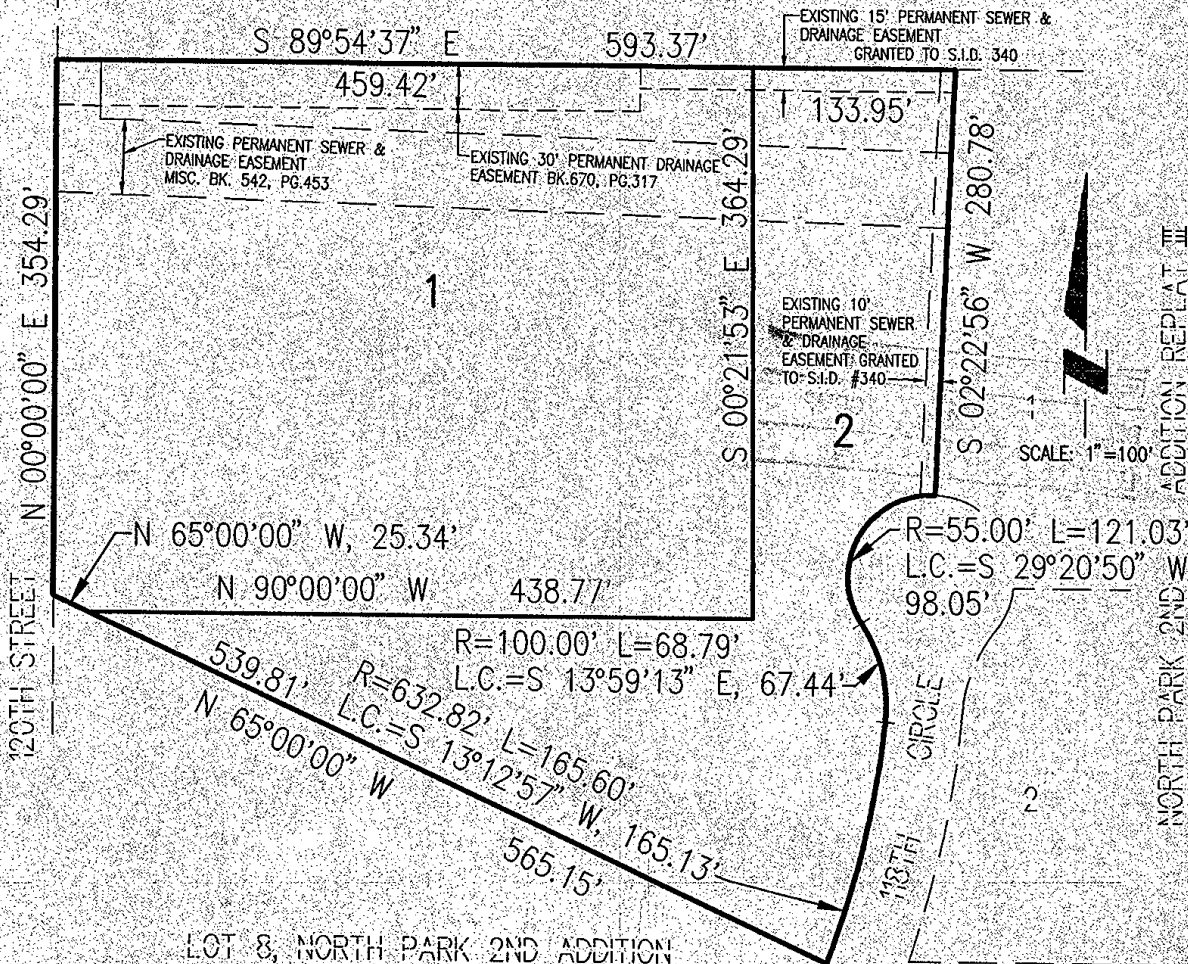 EXISTING 15' PERMANENT SEWER &
DRAINAGE EASEMENT
GRANTED TO S.I.D. 340
S 89°54'37" E 593.37'
459.42'
133.95'
EXISTING PERMANENT SEWER &
DRAINAGE EASEMENT
MISC. BK. 542, PG.453
EXISTING 30' PERMANENT DRAINAGE
EASEMENT BK.670, PG.317
N 00°00'00" E 354.29'
S 00°21'53" E 364.29'
S 02°22'56" W 280.78'
1
EXISTING 10'
PERMANENT SEWER
& DRAINAGE
EASEMENT GRANTED
TO S.I.D. #340
2
1
SCALE: 1"=100'
NORTH PARK 2ND ADDITION REPLAT III
N 65°00'00" W, 25.34'
N 90°00'00" W 438.77'
R=55.00' L=121.03'
L.C.=S 29°20'50" W
98.05'
R=100.00' L=68.79'
L.C.=S 13°59'13" E, 67.44'
120TH STREET
539.81'
R=632.82' L=165.60'
L.C.=S 13°12'57" W, 165.13'
N 65°00'00" W
565.15'
118TH CIRCLE
2
LOT 8, NORTH PARK 2ND ADDITION